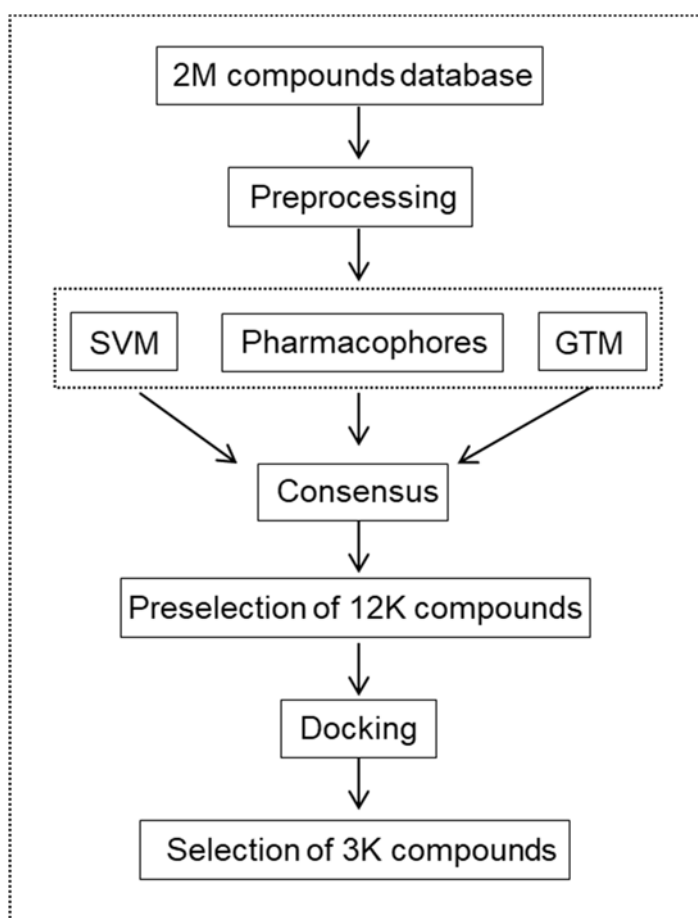 2M compounds database
Preprocessing
SVM
Pharmacophores
GTM
Consensus
Preselection of 12K compounds
Docking
Selection of 3K compounds